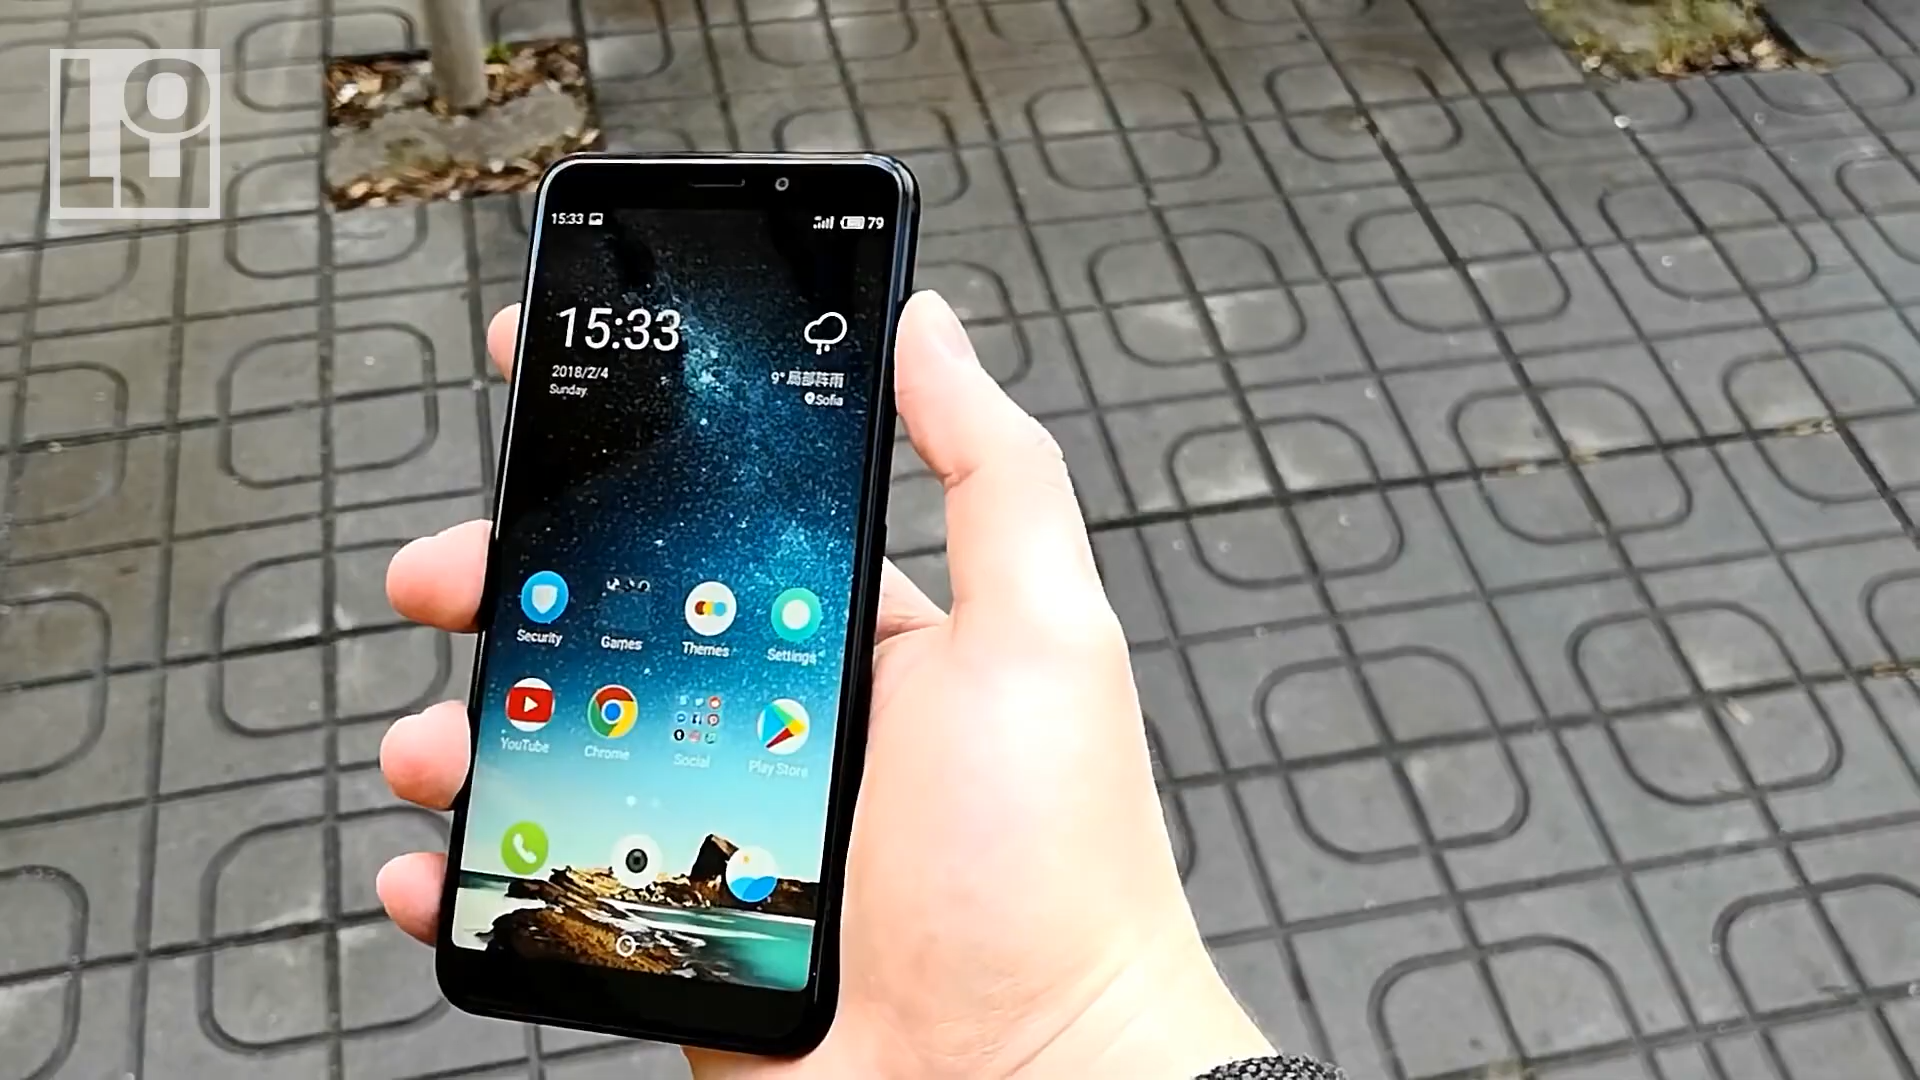 15:33
79
15:33
2018/2/4
Sunday
9° 局部阵雨
Sofia
Security
Games
Themes
Settings
YouTube
Chrome
Social
Play Store